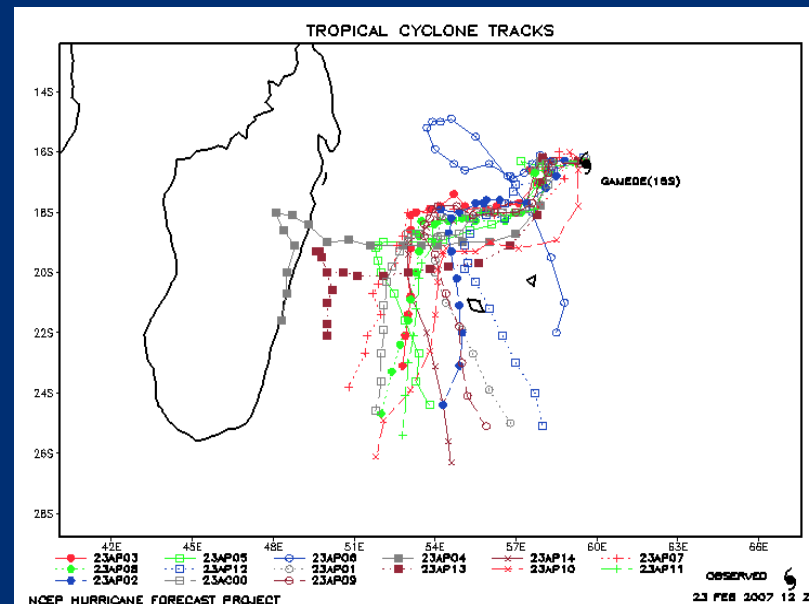 TROPICAL CYCLONE TRACKS
14S
16S
GAMEDE(16S)
18S
20S
22S
24S
26S
28S
42E 45E 48E 51E 54E 57E 60E 63E 66E
23AP03 23AP05 23AP06 23AP04 23AP14 23AP07
23AP08 23AP12 23AP01 23AP13 23AP10 23AP11
23AP02 23AC00 23AP09
OBSERVED
NCEP HURRICANE FORECAST PROJECT
23 FEB 2007 12 Z